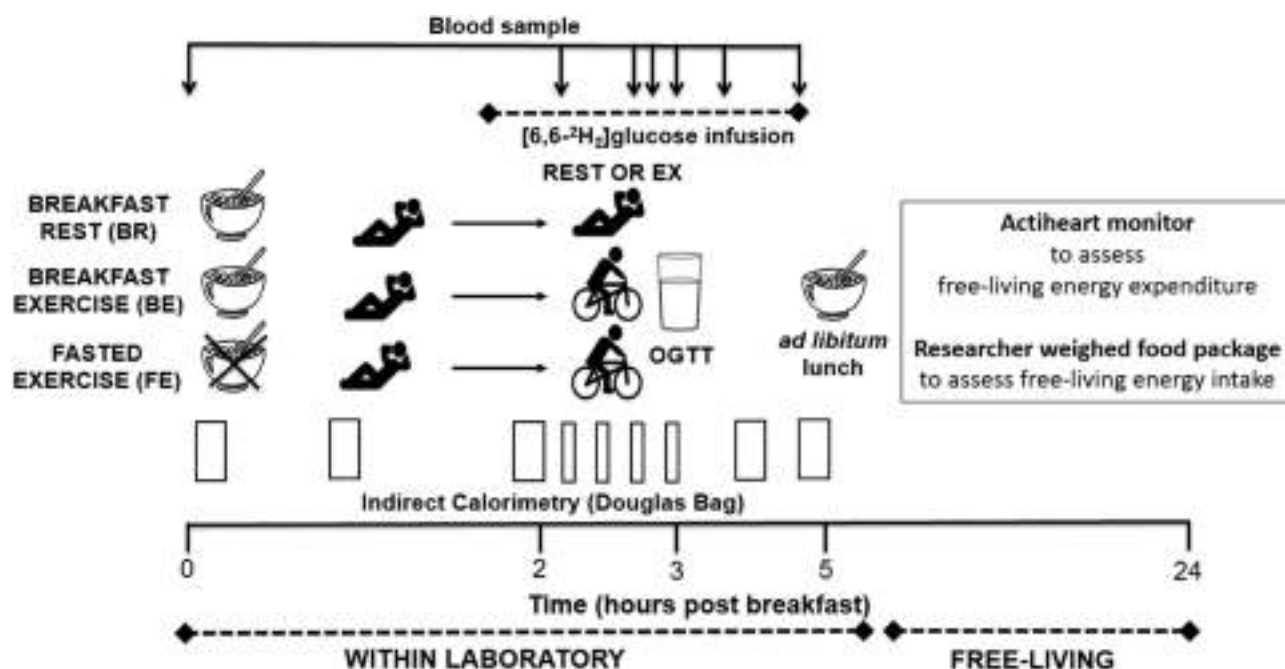 Blood sample
[6,6-²H₂]glucose infusion
REST OR EX
BREAKFAST
REST (BR)
BREAKFAST
EXERCISE (BE)
FASTED
EXERCISE (FE)
OGTT
ad libitum
lunch
Actiheart monitor
to assess
free-living energy expenditure
Researcher weighed food package
to assess free-living energy intake
Indirect Calorimetry (Douglas Bag)
0 2 3 5 24
Time (hours post breakfast)
WITHIN LABORATORY FREE-LIVING